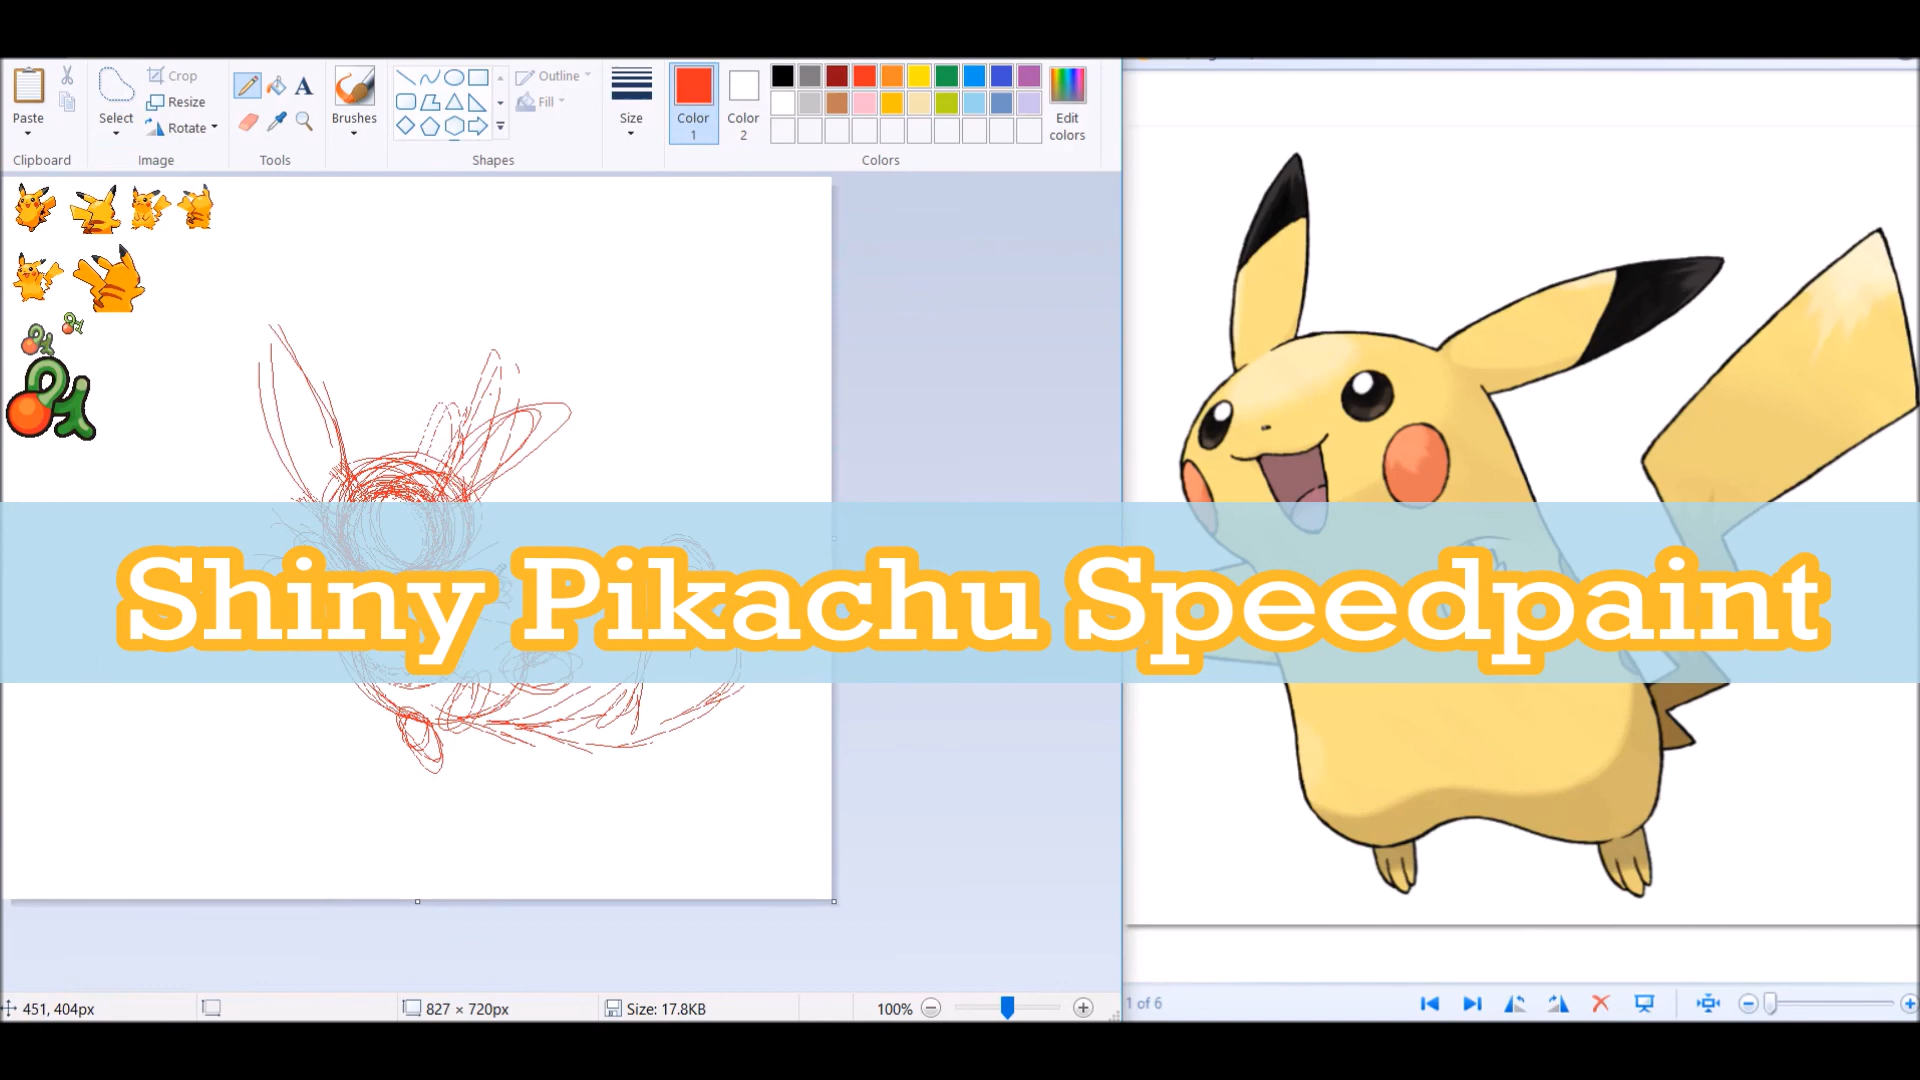 Paste
Clipboard
Select
Crop
Resize
Rotate
Image
A
Tools
Brushes
Shapes
Outline
Fill
Size
Color
1
Color
2
Edit
colors
Colors
Shiny Pikachu Speedpaint
451, 404px
827 × 720px
Size: 17.8KB
100%
1 of 6